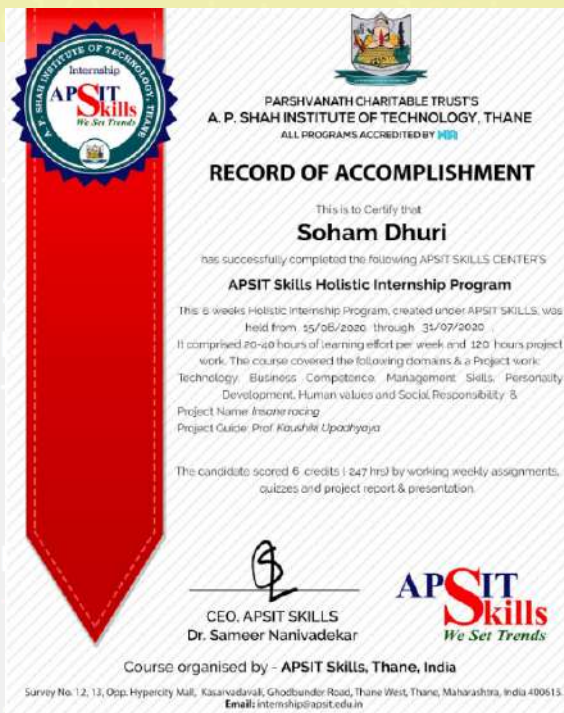 A. P. SHAH INSTITUTE OF TECHNOLOGY, THANE
Internship
APSIT
Skills
We Set Trends
PARSHVANATH CHARITABLE TRUST'S
A. P. SHAH INSTITUTE OF TECHNOLOGY, THANE
ALL PROGRAMS ACCREDITED BY
RECORD OF ACCOMPLISHMENT
This is to Certify that
Soham Dhuri
has successfully completed the following APSIT SKILLS CENTER'S
APSIT Skills Holistic Internship Program
This 6 weeks Holistic Internship Program, created under APSIT SKILLS, was
held from 15/06/2020 through 31/07/2020 .
It comprised 20-40 hours of learning effort per week and 120 hours project
work. The course covered the following domains & a Project work:
Technology, Business Competence, Management Skills, Personality
Development, Human values and Social Responsibility &
Project Name: Insane racing
Project Guide: Prof. Kaushiki Upadhyaya
The candidate scored 6 credits ( 247 hrs) by working weekly assignments,
quizzes and project report & presentation.
CEO, APSIT SKILLS
Dr. Sameer Nanivadekar
APSIT
Skills
We Set Trends
Course organised by - APSIT Skills, Thane, India
Survey No. 12, 13, Opp. Hypercity Mall, Kasarvadavali, Ghodbunder Road, Thane West, Thane, Maharashtra, India 400615.
Email: internship@apsit.edu.in